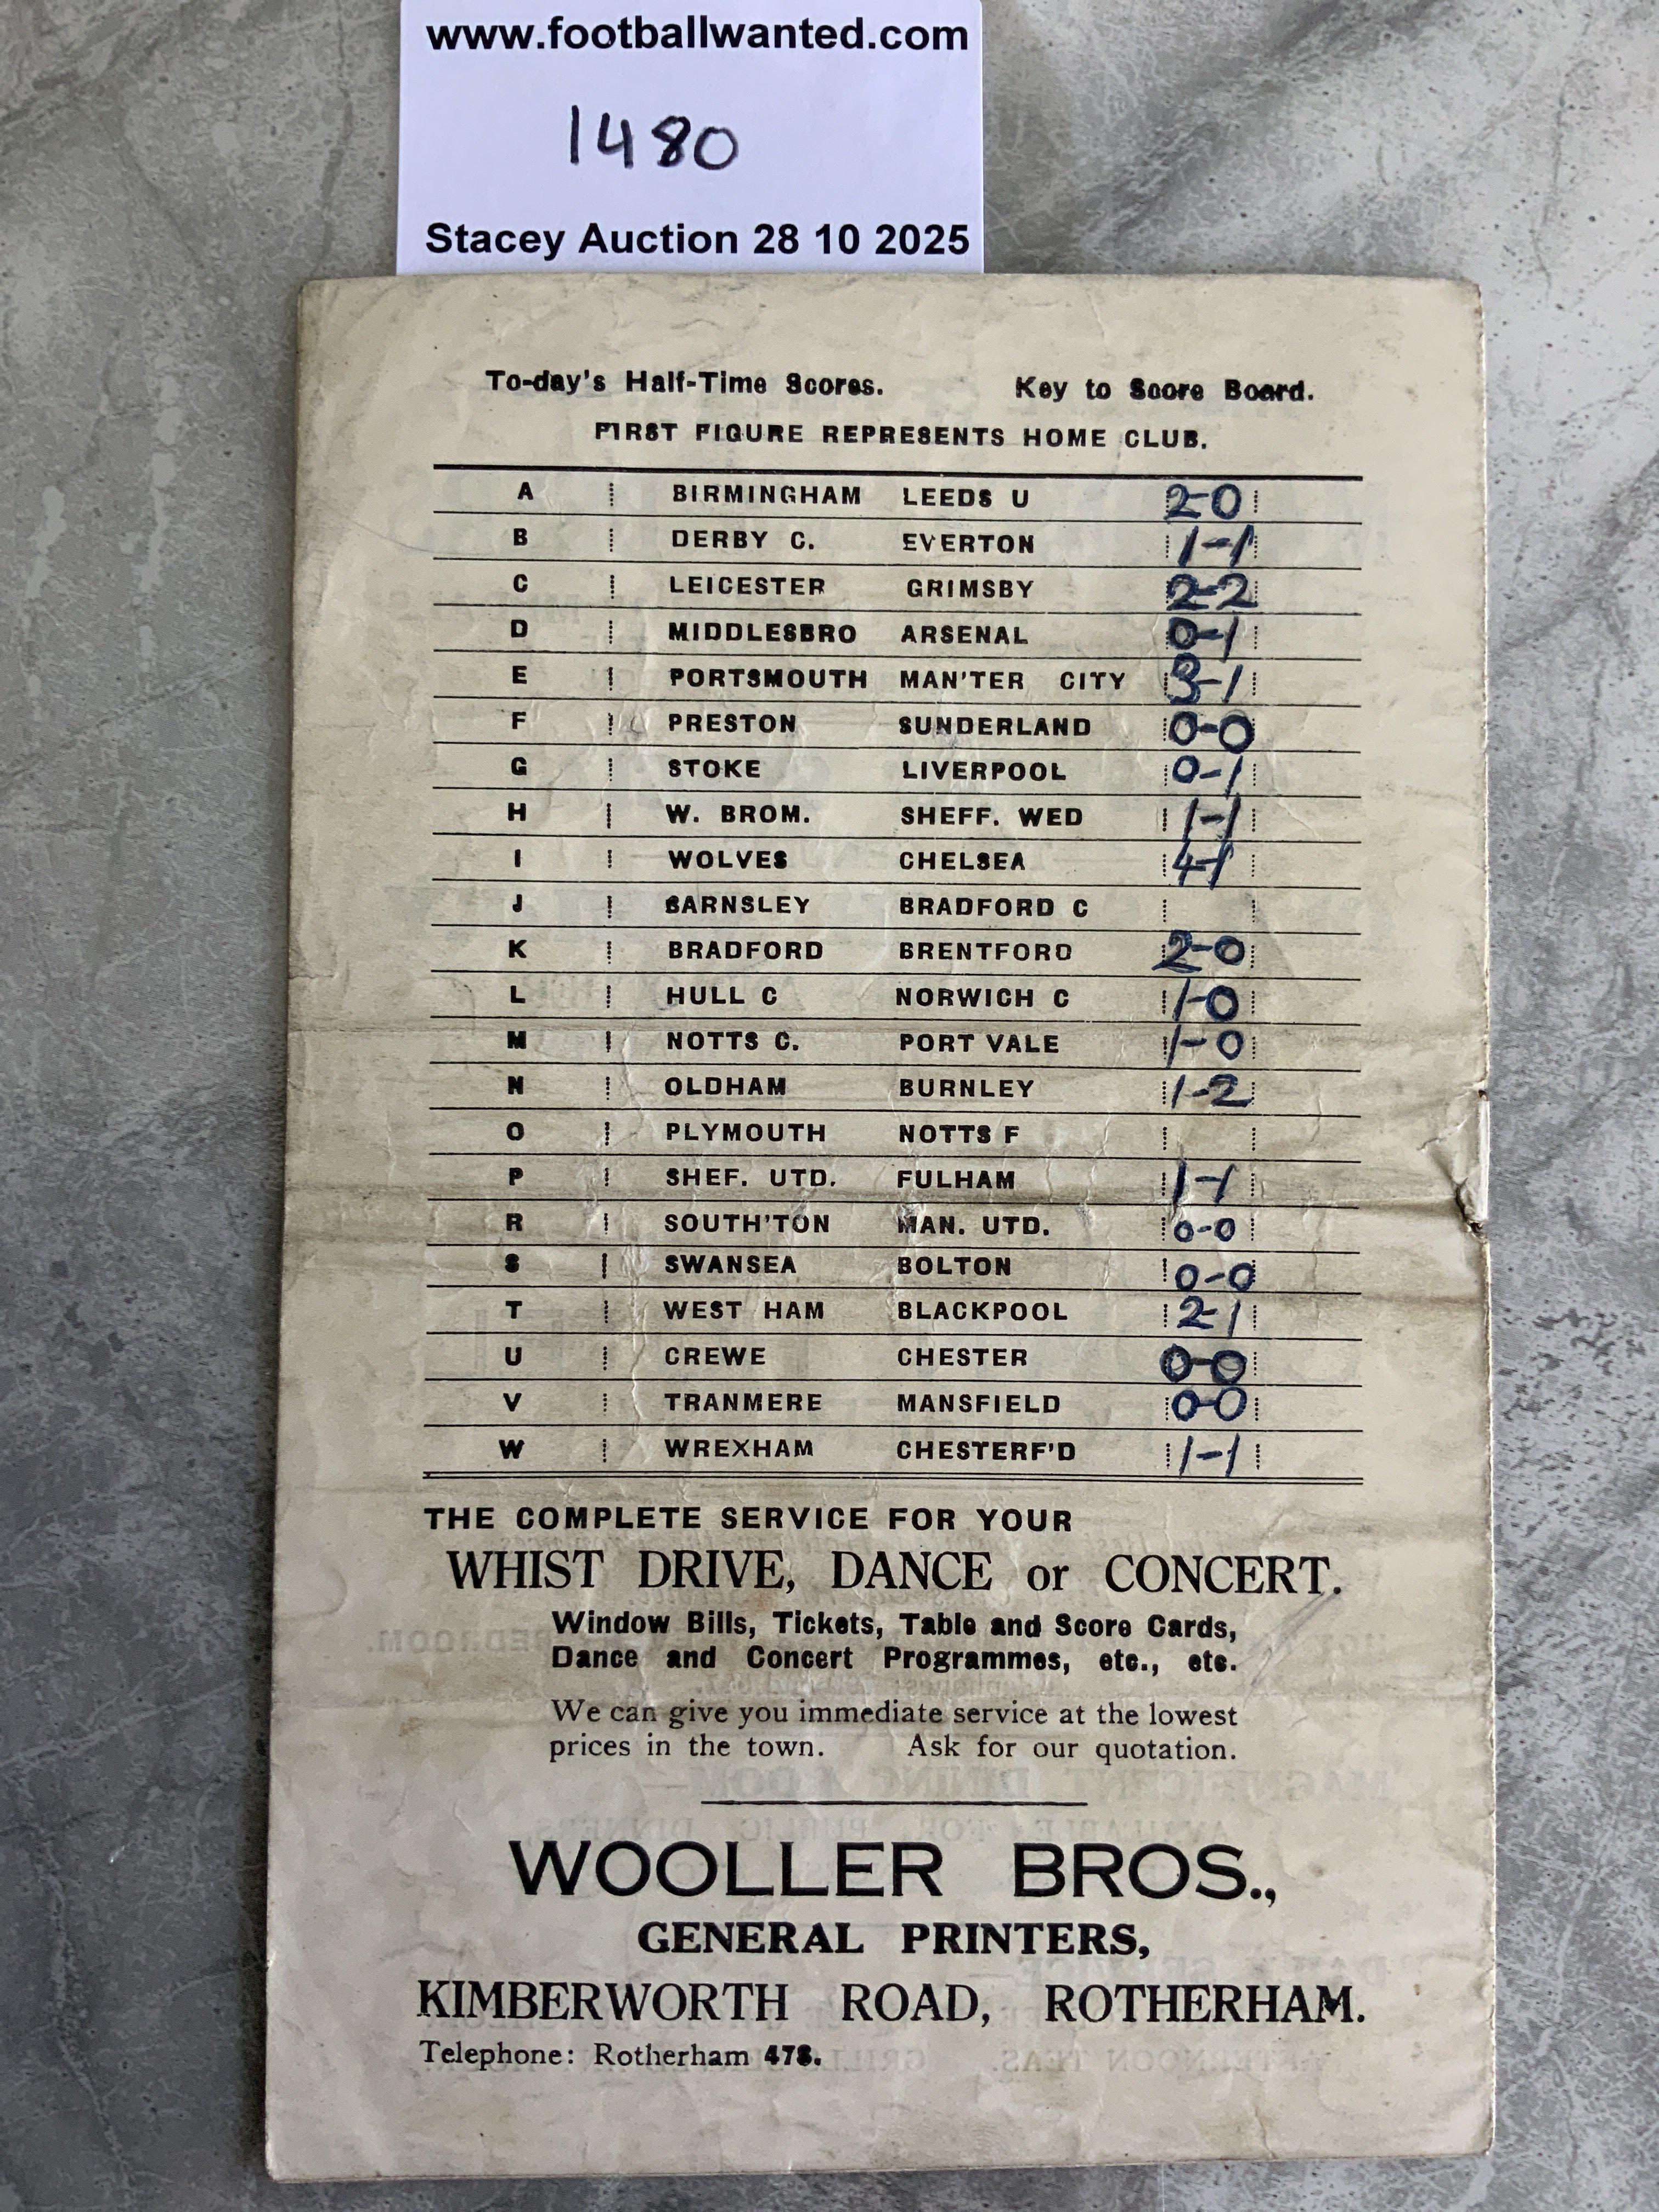 www.footballwanted.com
1480
Stacey Auction 28 10 2025
To-day's Half-Time Scores. Key to Score Board.
FIRST FIGURE REPRESENTS HOME CLUB.
A BIRMINGHAM LEEDS U 2-0
B DERBY C. EVERTON 1-1
C LEICESTER GRIMSBY 2-2
D MIDDLESBRO ARSENAL 0-1
E PORTSMOUTH MAN'TER CITY 3-1
F PRESTON SUNDERLAND 0-0
G STOKE LIVERPOOL 0-1
H W. BROM. SHEFF. WED 1-1
I WOLVES CHELSEA 4-1
J BARNSLEY BRADFORD C
K BRADFORD BRENTFORD 2-0
L HULL C NORWICH C 1-0
M NOTTS C. PORT VALE 1-0
N OLDHAM BURNLEY 1-2
O PLYMOUTH NOTTS F
P SHEF. UTD. FULHAM 1-1
R SOUTH'TON MAN. UTD. 0-0
S SWANSEA BOLTON 0-0
T WEST HAM BLACKPOOL 2-1
U CREWE CHESTER 0-0
V TRANMERE MANSFIELD 0-0
W WREXHAM CHESTERF'D 1-1
THE COMPLETE SERVICE FOR YOUR
WHIST DRIVE, DANCE or CONCERT.
Window Bills, Tickets, Table and Score Cards,
Dance and Concert Programmes, etc., etc.
We can give you immediate service at the lowest
prices in the town. Ask for our quotation.
WOOLLER BROS.,
GENERAL PRINTERS,
KIMBERWORTH ROAD, ROTHERHAM.
Telephone: Rotherham 478.